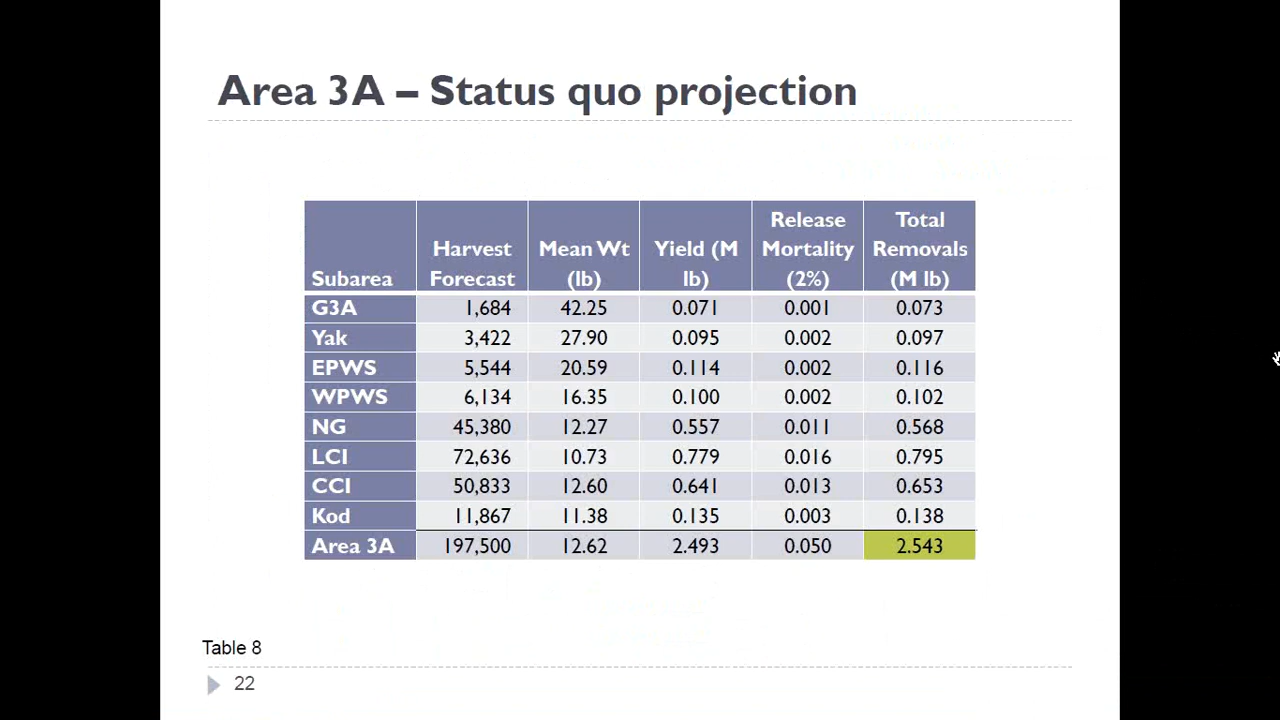 Area 3A – Status quo projection
Subarea Harvest Forecast Mean Wt (lb) Yield (M lb) Release Mortality (2%) Total Removals (M lb)
G3A 1,684 42.25 0.071 0.001 0.073
Yak 3,422 27.90 0.095 0.002 0.097
EPWS 5,544 20.59 0.114 0.002 0.116
WPWS 6,134 16.35 0.100 0.002 0.102
NG 45,380 12.27 0.557 0.011 0.568
LCI 72,636 10.73 0.779 0.016 0.795
CCI 50,833 12.60 0.641 0.013 0.653
Kod 11,867 11.38 0.135 0.003 0.138
Area 3A 197,500 12.62 2.493 0.050 2.543
Table 8
22